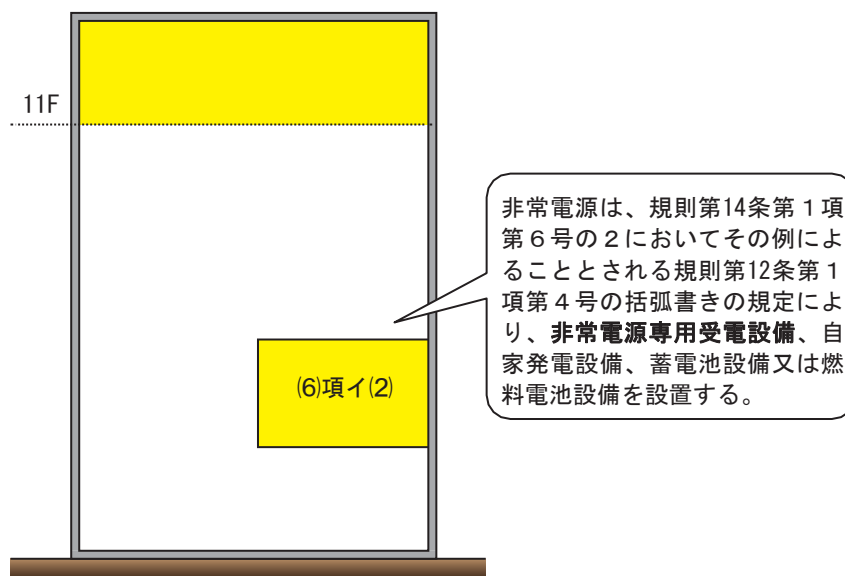 11F
⑹項イ⑵
非常電源は、規則第14条第１項
第６号の２においてその例によ
ることとされる規則第12条第１
項第４号の括弧書きの規定によ
り、非常電源専用受電設備、自
家発電設備、蓄電池設備又は燃
料電池設備を設置する。